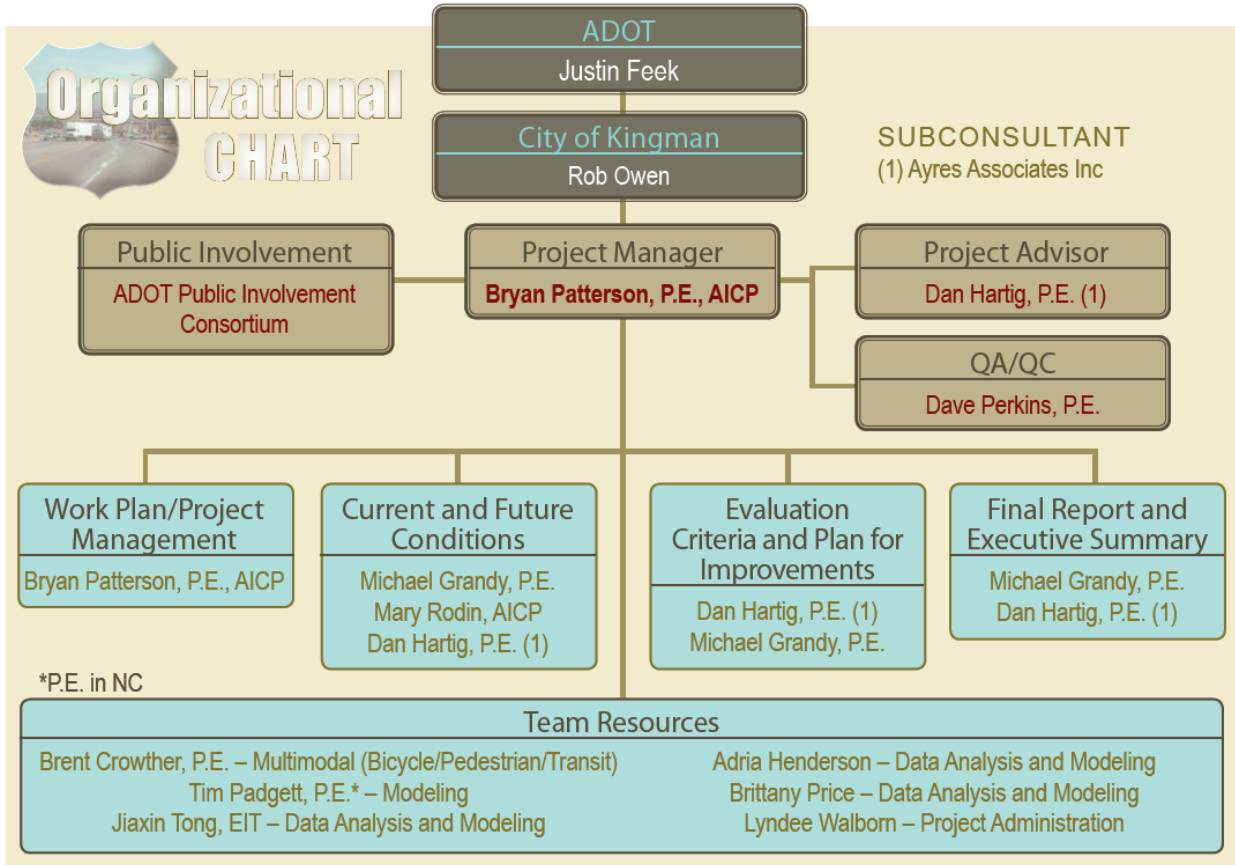 Organizational
CHART
ADOT
Justin Feek
City of Kingman
Rob Owen
SUBCONSULTANT
(1) Ayres Associates Inc
Public Involvement
ADOT Public Involvement
Consortium
Project Manager
Bryan Patterson, P.E., AICP
Project Advisor
Dan Hartig, P.E. (1)
QA/QC
Dave Perkins, P.E.
Work Plan/Project
Management
Bryan Patterson, P.E., AICP
Current and Future
Conditions
Michael Grandy, P.E.
Mary Rodin, AICP
Dan Hartig, P.E. (1)
Evaluation
Criteria and Plan for
Improvements
Dan Hartig, P.E. (1)
Michael Grandy, P.E.
Final Report and
Executive Summary
Michael Grandy, P.E.
Dan Hartig, P.E. (1)
*P.E. in NC
Team Resources
Brent Crowther, P.E. – Multimodal (Bicycle/Pedestrian/Transit)
Tim Padgett, P.E.* – Modeling
Jiaxin Tong, EIT – Data Analysis and Modeling
Adria Henderson – Data Analysis and Modeling
Brittany Price – Data Analysis and Modeling
Lyndee Walborn – Project Administration